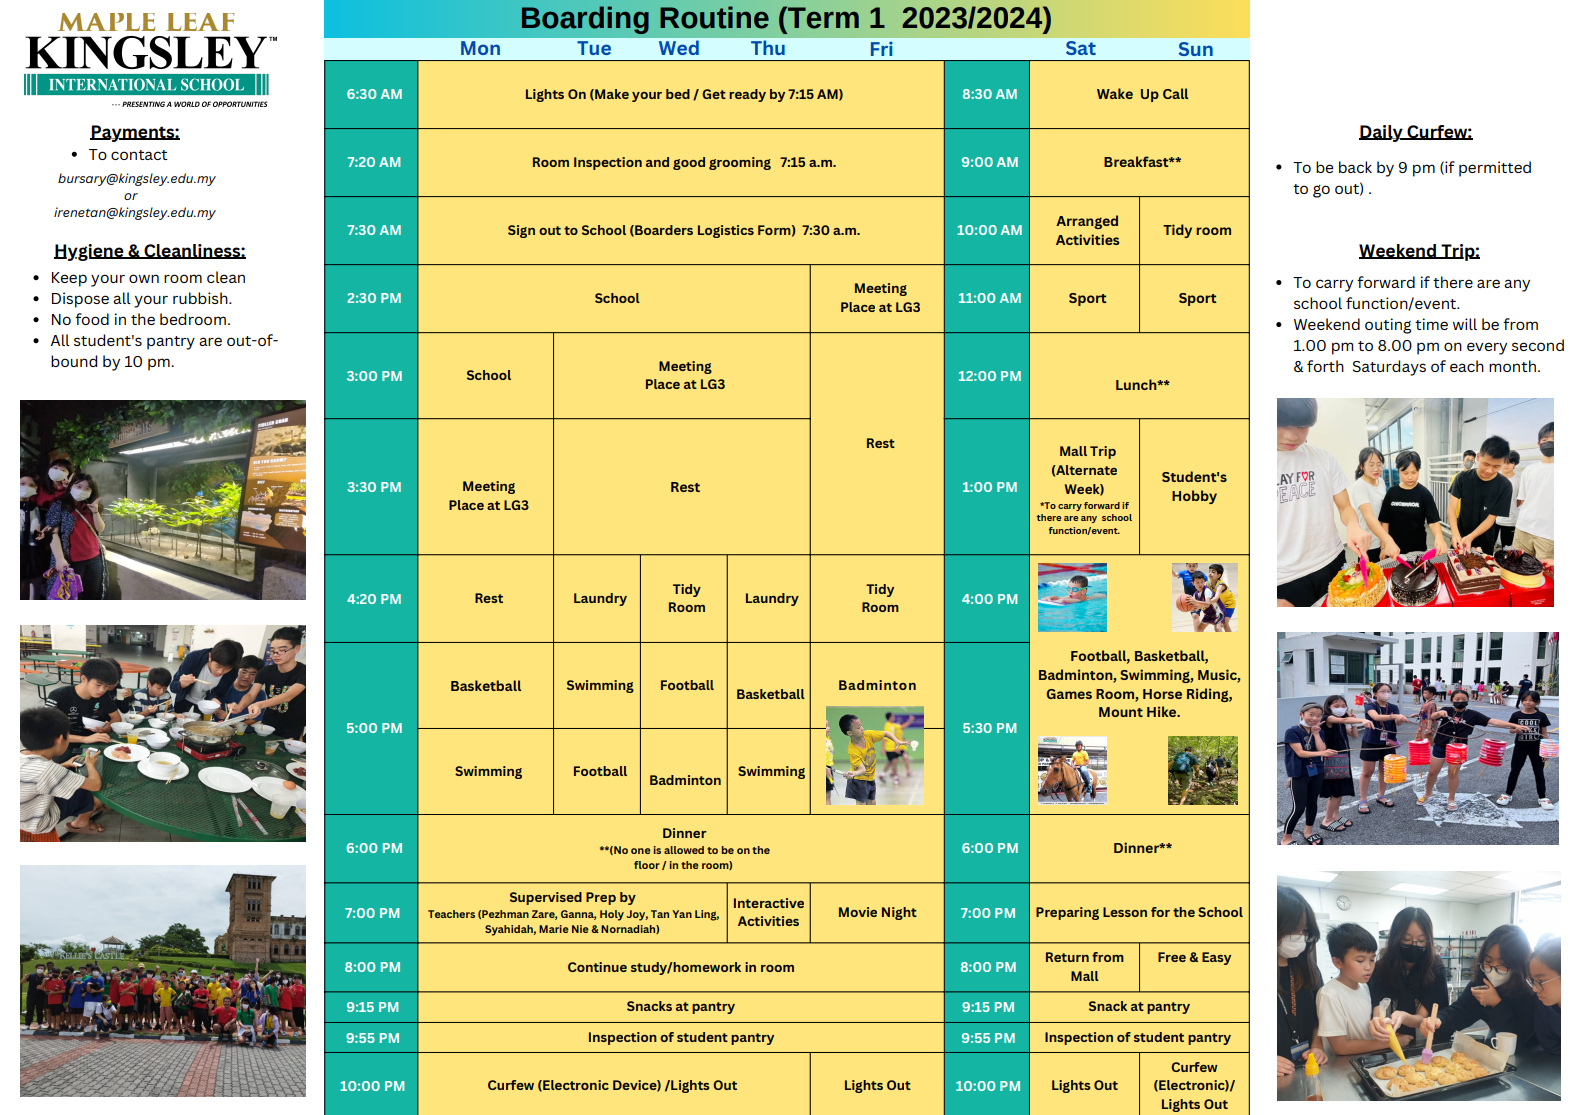 MAPLE LEAF
KINGSLEY™
INTERNATIONAL SCHOOL
--- PRESENTING A WORLD OF OPPORTUNITIES
Payments:
• To contact
bursary@kingsley.edu.my
or
irenetan@kingsley.edu.my
Hygiene & Cleanliness:
• Keep your own room clean
• Dispose all your rubbish.
• No food in the bedroom.
• All student's pantry are out-of-
bound by 10 pm.
KELLIE'S CASTLE
Boarding Routine (Term 1 2023/2024)
Mon Tue Wed Thu Fri Sat Sun
6:30 AM Lights On (Make your bed / Get ready by 7:15 AM) 8:30 AM Wake Up Call
7:20 AM Room Inspection and good grooming 7:15 a.m. 9:00 AM Breakfast**
7:30 AM Sign out to School (Boarders Logistics Form) 7:30 a.m. 10:00 AM Arranged
Activities Tidy room
2:30 PM School Meeting
Place at LG3 11:00 AM Sport Sport
3:00 PM School Meeting
Place at LG3 12:00 PM Lunch**
Rest
3:30 PM Meeting
Place at LG3 Rest 1:00 PM Mall Trip
(Alternate
Week)
*To carry forward if
there are any school
function/event.
Student's
Hobby
4:20 PM Rest Laundry Tidy
Room Laundry Tidy
Room 4:00 PM
5:00 PM Basketball Swimming Football Basketball Badminton
Swimming Football Badminton Swimming
5:30 PM Football, Basketball,
Badminton, Swimming, Music,
Games Room, Horse Riding,
Mount Hike.
6:00 PM Dinner
**(No one is allowed to be on the
floor / in the room)
6:00 PM Dinner**
7:00 PM Supervised Prep by
Teachers (Pezhman Zare, Ganna, Holy Joy, Tan Yan Ling,
Syahidah, Marie Nie & Nornadiah)
Interactive
Activities
Movie Night
7:00 PM Preparing Lesson for the School
8:00 PM Continue study/homework in room 8:00 PM Return from
Mall Free & Easy
9:15 PM Snacks at pantry 9:15 PM Snack at pantry
9:55 PM Inspection of student pantry 9:55 PM Inspection of student pantry
10:00 PM Curfew (Electronic Device) /Lights Out Lights Out 10:00 PM Lights Out Curfew
(Electronic)/
Lights Out
Daily Curfew:
• To be back by 9 pm (if permitted
to go out) .
Weekend Trip:
• To carry forward if there are any
school function/event.
• Weekend outing time will be from
1.00 pm to 8.00 pm on every second
& forth Saturdays of each month.
PEACE